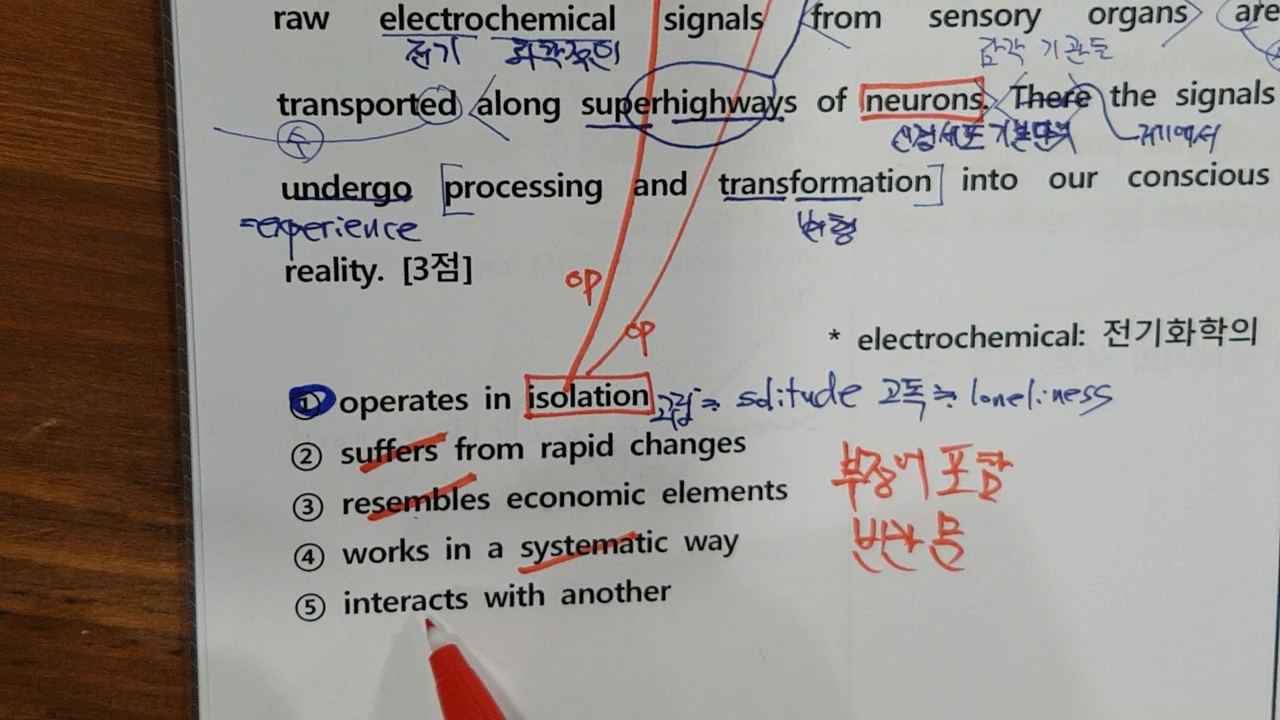 raw electrochemical signals from sensory organs are
전기 화학적의 감각 기관들
transported along superhighways of neurons. There the signals
신경세포 기본단위 거기에서
undergo processing and transformation into our conscious
=experience 변형
reality. [3점]
op
op
* electrochemical: 전기화학의
① operates in isolation 고립 ≒ solitude 고독 ≒ loneliness
② suffers from rapid changes
③ resembles economic elements
부정어 포함
④ works in a systematic way
반대
⑤ interacts with another